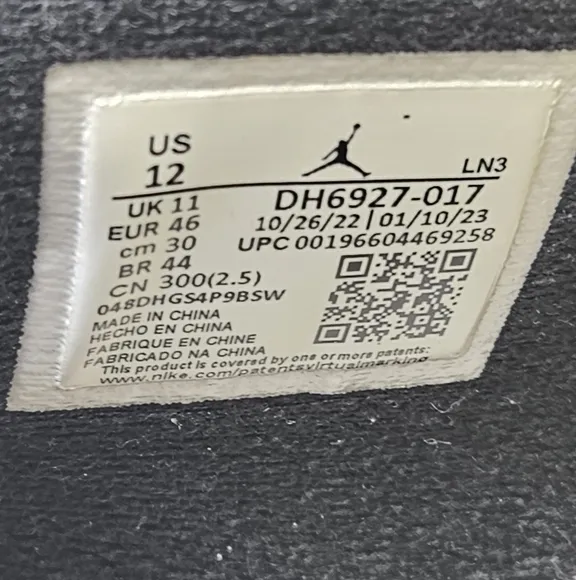 US
12
LN3
UK 11
EUR 46
cm 30
BR 44
CN 300(2.5)
DH6927-017
10/26/22 | 01/10/23
UPC 00196604469258
048DHGS4P9BSW
MADE IN CHINA
HECHO EN CHINA
FABRIQUE EN CHINE
FABRICADO NA CHINA
This product is covered by one or more patents:
www.nike.com/patentsvirtualmarking